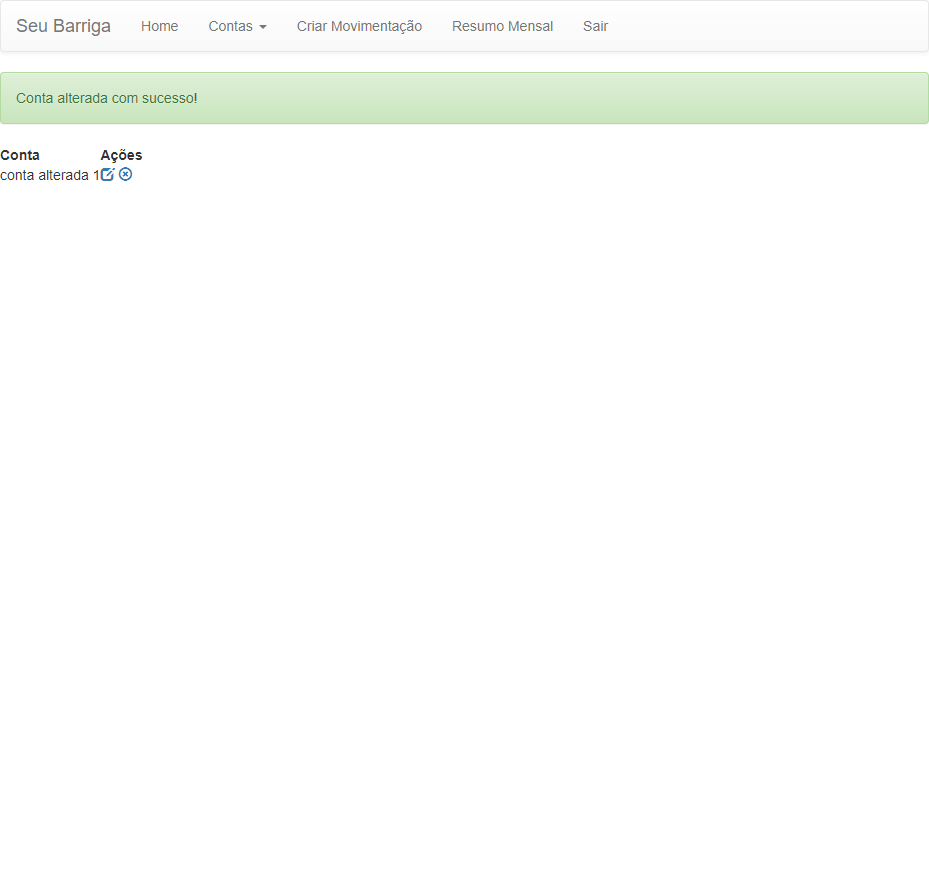 Seu Barriga Home Contas Criar Movimentação Resumo Mensal Sair
Conta alterada com sucesso!
Conta Ações
conta alterada 1